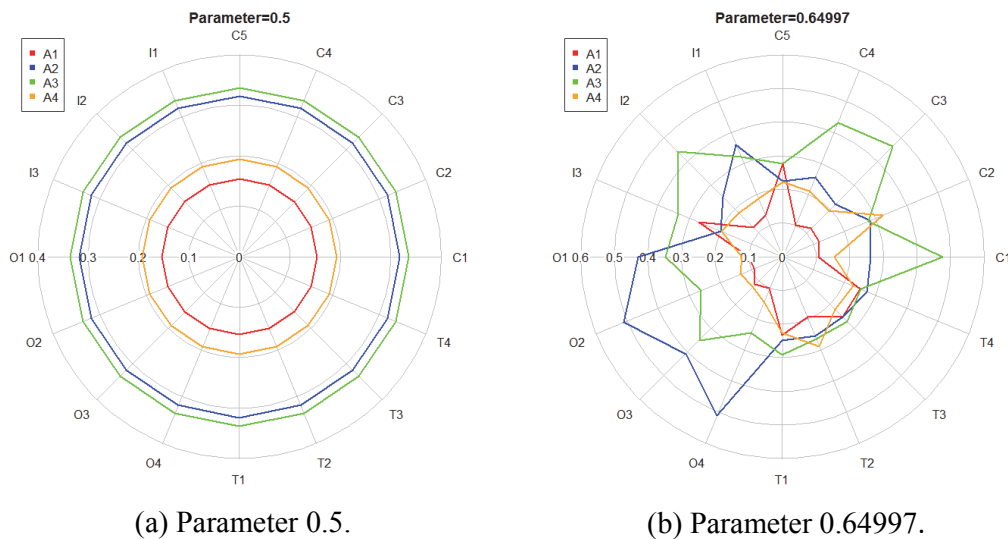 Parameter=0.5
A1
A2
A3
A4
C5
C4
C3
C2
C1
T4
T3
T2
T1
O4
O3
O2
O1
I3
I2
I1
0.4
0.3
0.2
0.1
0
(a) Parameter 0.5.
Parameter=0.64997
A1
A2
A3
A4
C5
C4
C3
C2
C1
T4
T3
T2
T1
O4
O3
O2
O1
I3
I2
I1
0.6
0.5
0.4
0.3
0.2
0.1
0
(b) Parameter 0.64997.